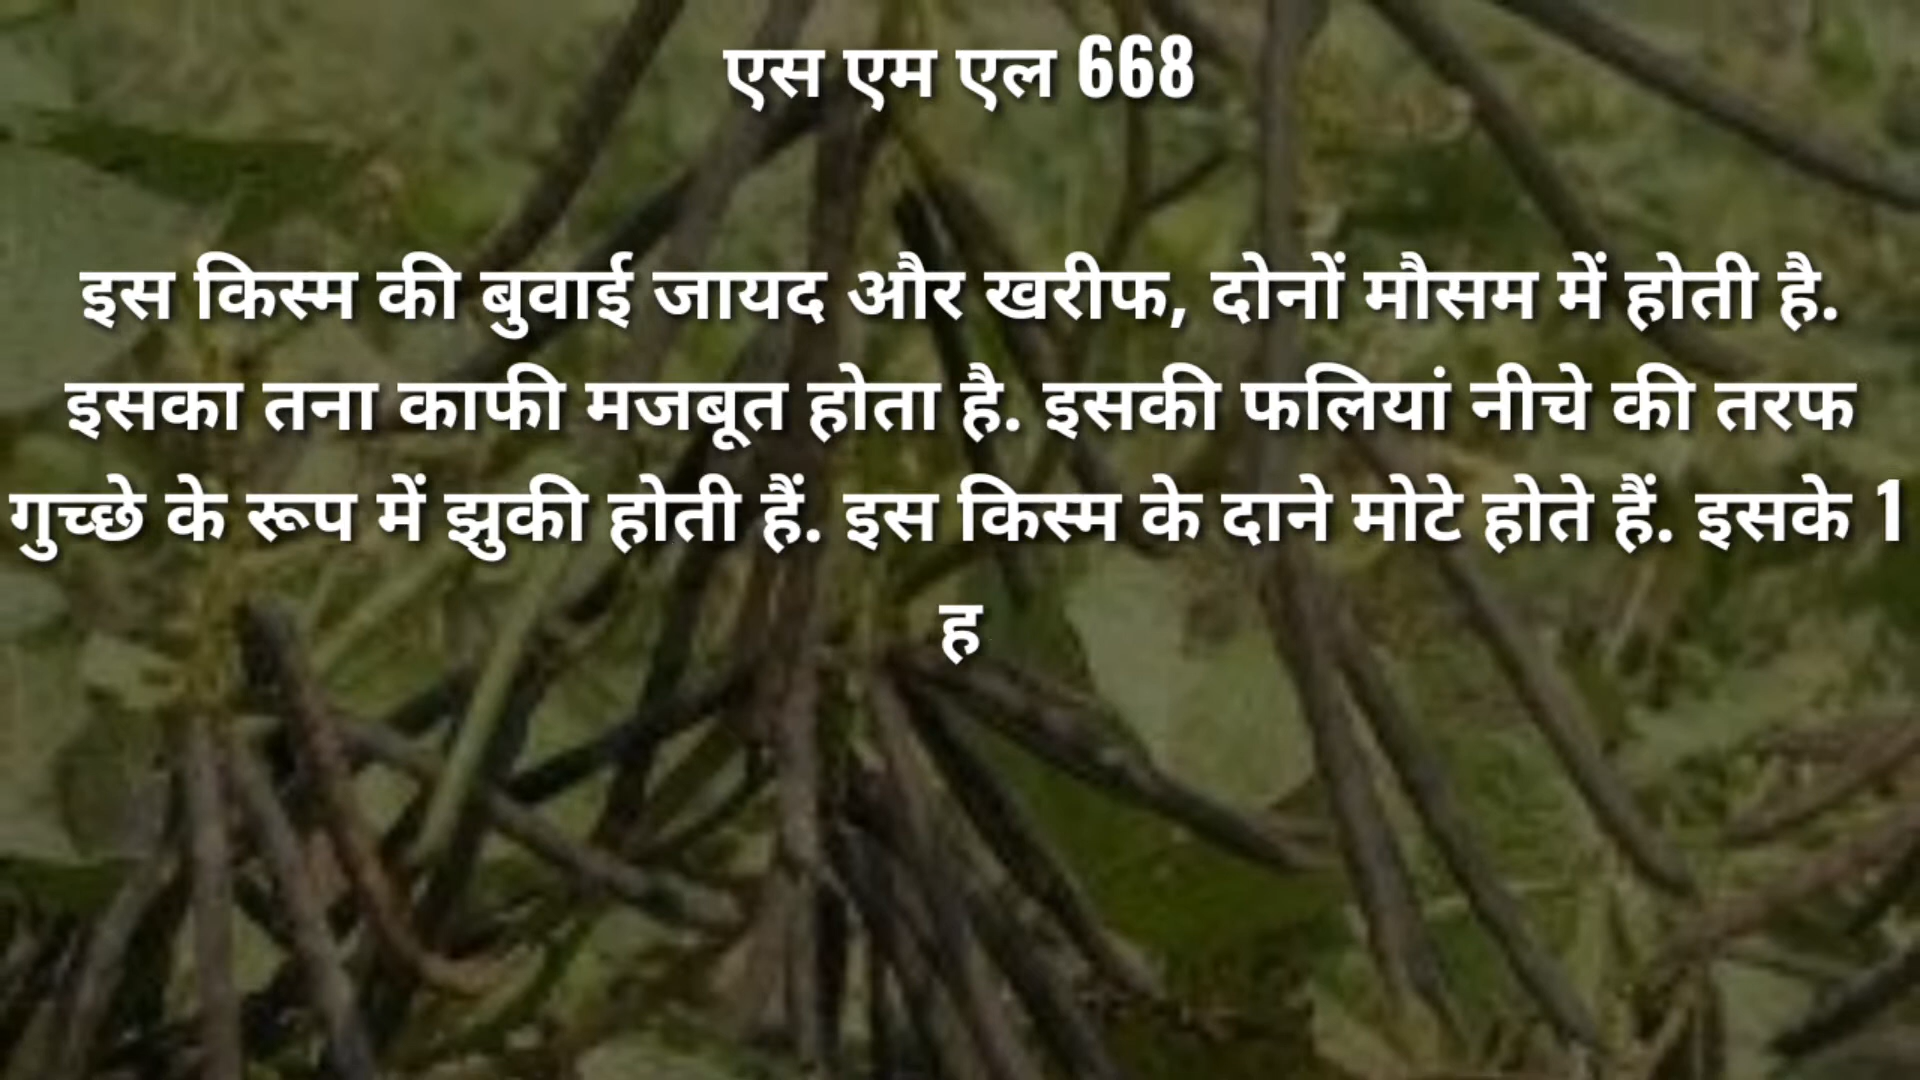 एस एम एल 668
इस किस्म की बुवाई जायद और खरीफ, दोनों मौसम में होती है.
इसका तना काफी मजबूत होता है. इसकी फलियां नीचे की तरफ
गुच्छे के रूप में झुकी होती हैं. इस किस्म के दाने मोटे होते हैं. इसके 1
ह